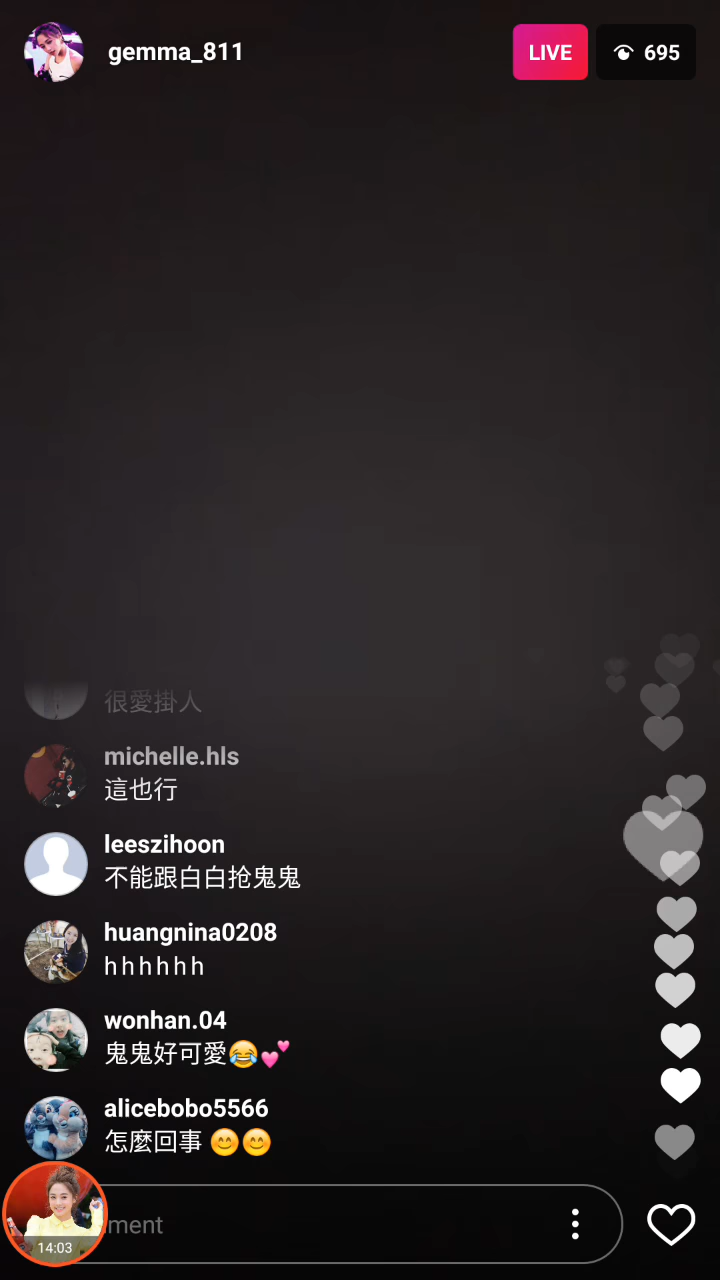 gemma_811
LIVE
695
很愛掛人
michelle.hls
這也行
leeszihoon
不能跟白白抢鬼鬼
huangnina0208
hhhhhh
wonhan.04
鬼鬼好可愛😂💕
alicebobo5566
怎麼回事 😊😊
ment
14:03